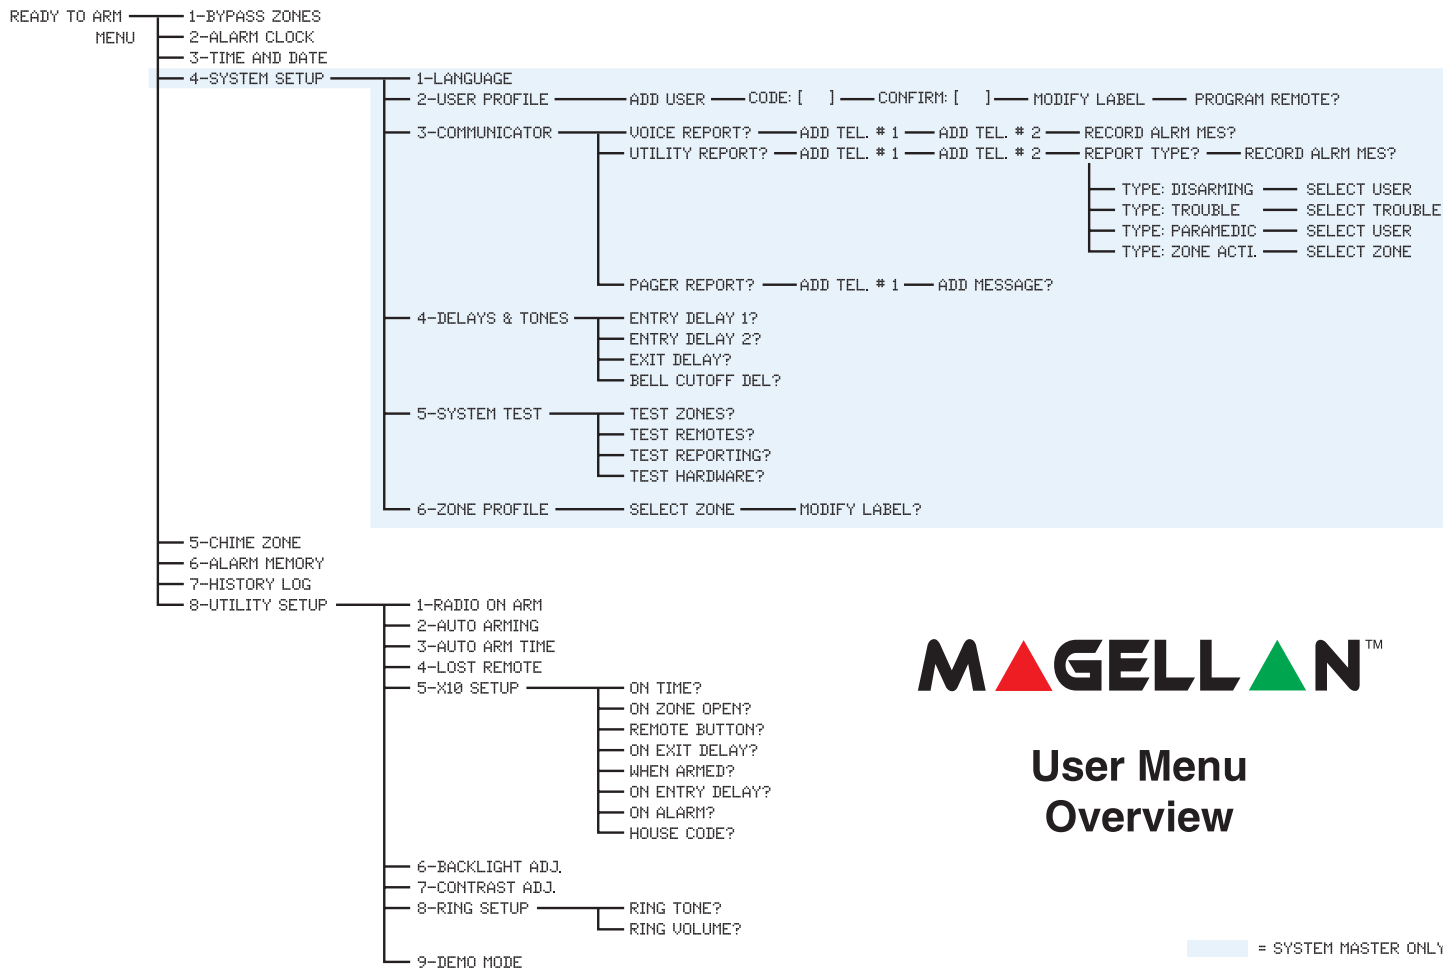 READY TO ARM
MENU
1-BYPASS ZONES
2-ALARM CLOCK
3-TIME AND DATE
4-SYSTEM SETUP
1-LANGUAGE
2-USER PROFILE ADD USER CODE: [ ] CONFIRM: [ ] MODIFY LABEL PROGRAM REMOTE?
3-COMMUNICATOR VOICE REPORT? ADD TEL. # 1 ADD TEL. # 2 RECORD ALRM MES?
UTILITY REPORT? ADD TEL. # 1 ADD TEL. # 2 REPORT TYPE? RECORD ALRM MES?
TYPE: DISARMING SELECT USER
TYPE: TROUBLE SELECT TROUBLE
TYPE: PARAMEDIC SELECT USER
TYPE: ZONE ACTI. SELECT ZONE
PAGER REPORT? ADD TEL. # 1 ADD MESSAGE?
4-DELAYS & TONES ENTRY DELAY 1?
ENTRY DELAY 2?
EXIT DELAY?
BELL CUTOFF DEL?
5-SYSTEM TEST TEST ZONES?
TEST REMOTES?
TEST REPORTING?
TEST HARDWARE?
6-ZONE PROFILE SELECT ZONE MODIFY LABEL?
5-CHIME ZONE
6-ALARM MEMORY
7-HISTORY LOG
8-UTILITY SETUP
1-RADIO ON ARM
2-AUTO ARMING
3-AUTO ARM TIME
4-LOST REMOTE
5-X10 SETUP ON TIME?
ON ZONE OPEN?
REMOTE BUTTON?
ON EXIT DELAY?
WHEN ARMED?
ON ENTRY DELAY?
ON ALARM?
HOUSE CODE?
6-BACKLIGHT ADJ.
7-CONTRAST ADJ.
8-RING SETUP RING TONE?
RING VOLUME?
9-DEMO MODE
MAGELLAN™
User Menu
Overview
= SYSTEM MASTER ONLY